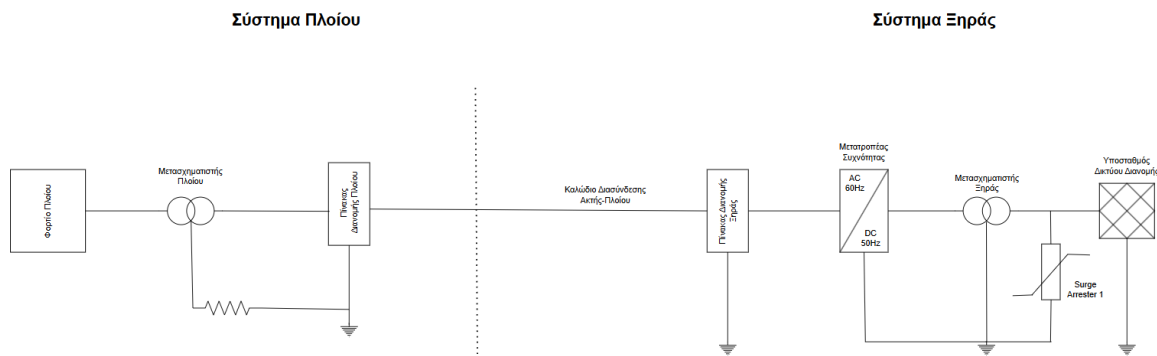 Σύστημα Πλοίου
Σύστημα Ξηράς
Φορτίο Πλοίου
Μετασχηματιστής
Πλοίου
Πίνακας
Διανομής Πλοίου
Καλώδιο Διασύνδεσης
Ακτής-Πλοίου
Πίνακας Διανομής
Ξηράς
Μετατροπέας
Συχνότητας
AC
60Hz
DC
50Hz
Μετασχηματιστής
Ξηράς
Surge
Arrester 1
Υποσταθμός
Δικτύου Διανομής